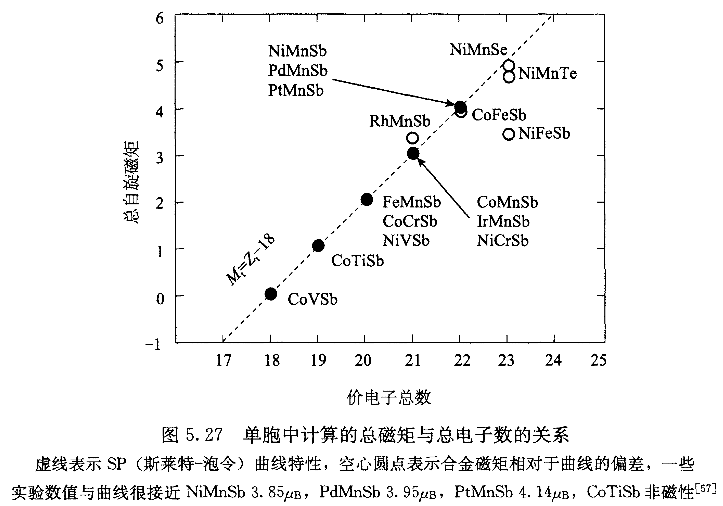 6
5
4
3
2
1
0
-1
总自旋磁矩
NiMnSb
PdMnSb
PtMnSb
NiMnSe
NiMnTe
RhMnSb
CoFeSb
NiFeSb
FeMnSb
CoCrSb
NiVSb
CoMnSb
IrMnSb
NiCrSb
CoTiSb
CoVSb
Mt=Zt-18
17 18 19 20 21 22 23 24 25
价电子总数
图 5.27 单胞中计算的总磁矩与总电子数的关系
虚线表示 SP (斯莱特-泡令) 曲线特性, 空心圆点表示合金磁矩相对于曲线的偏差, 一些
实验数值与曲线很接近 NiMnSb 3.85μB, PdMnSb 3.95μB, PtMnSb 4.14μB, CoTiSb 非磁性[57]